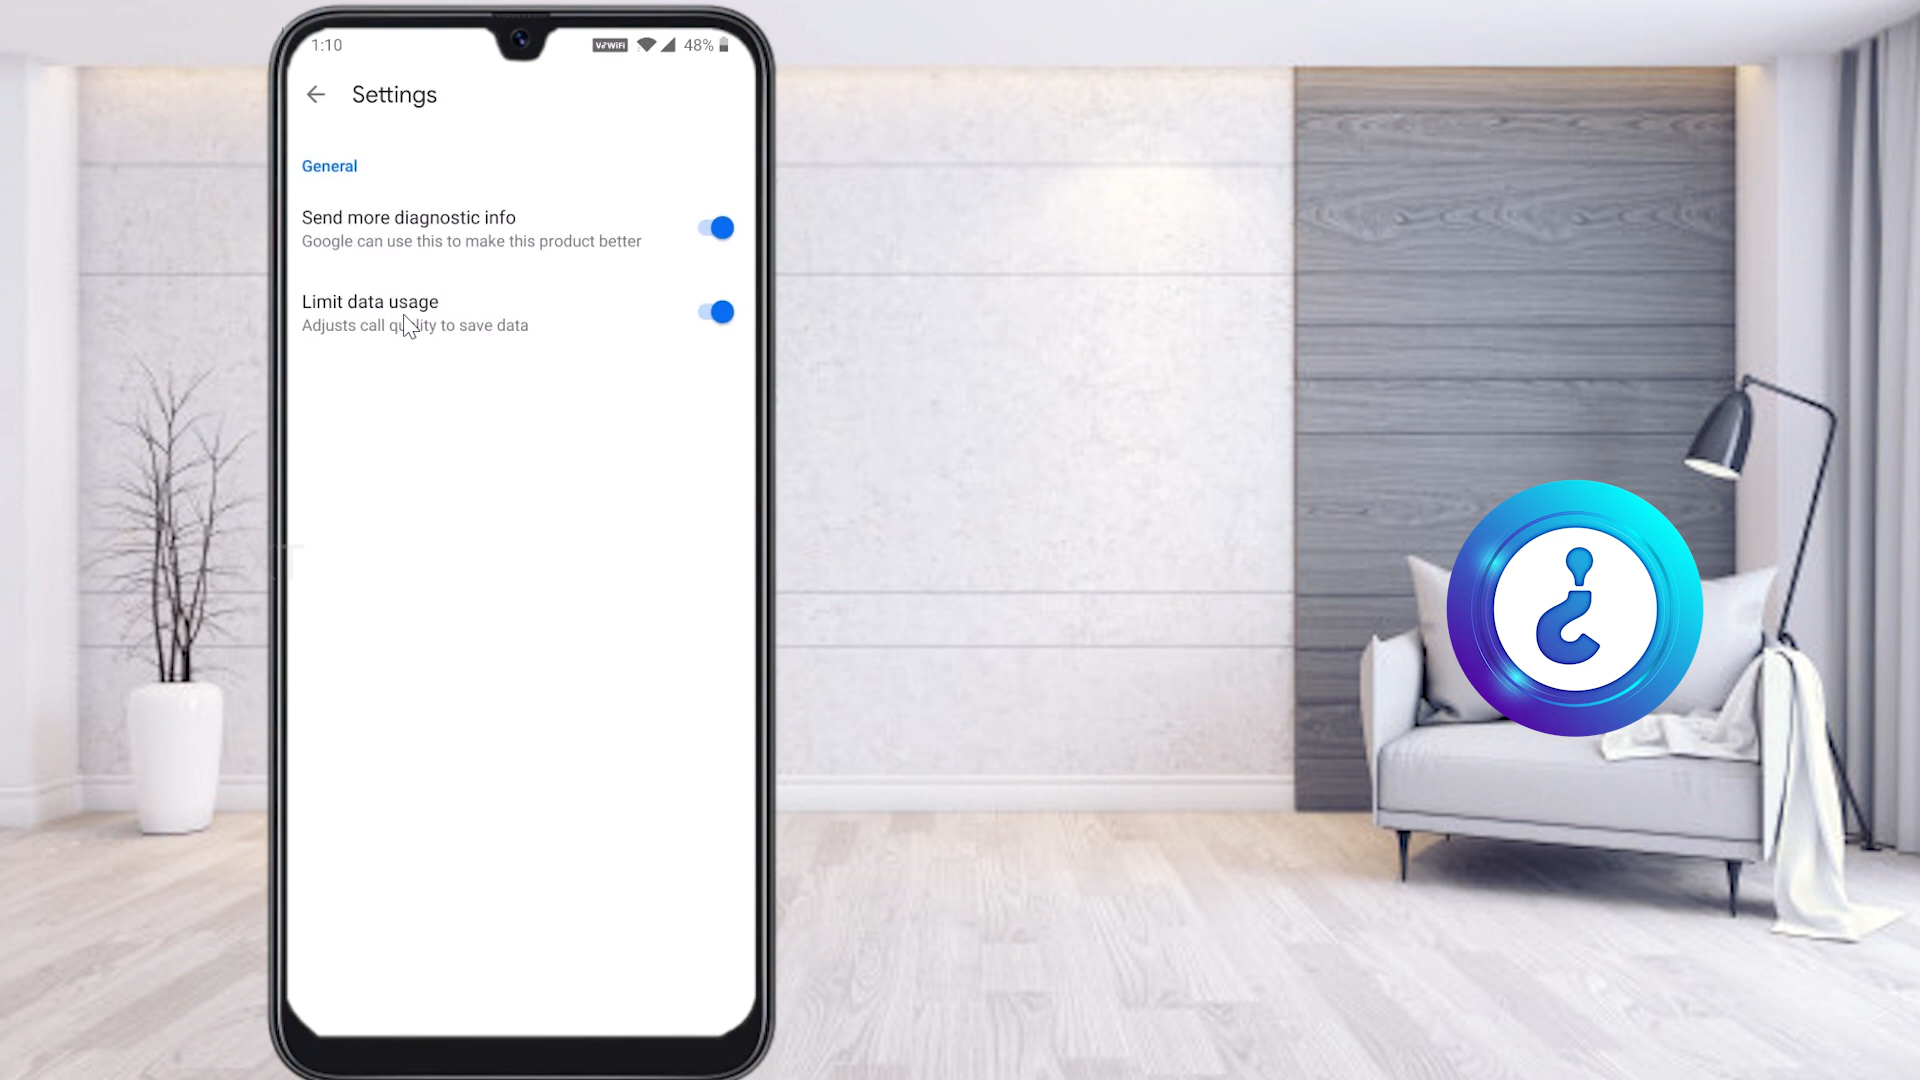 1:10
VoWiFi 48%
Settings
General
Send more diagnostic info
Google can use this to make this product better
Limit data usage
Adjusts call quality to save data